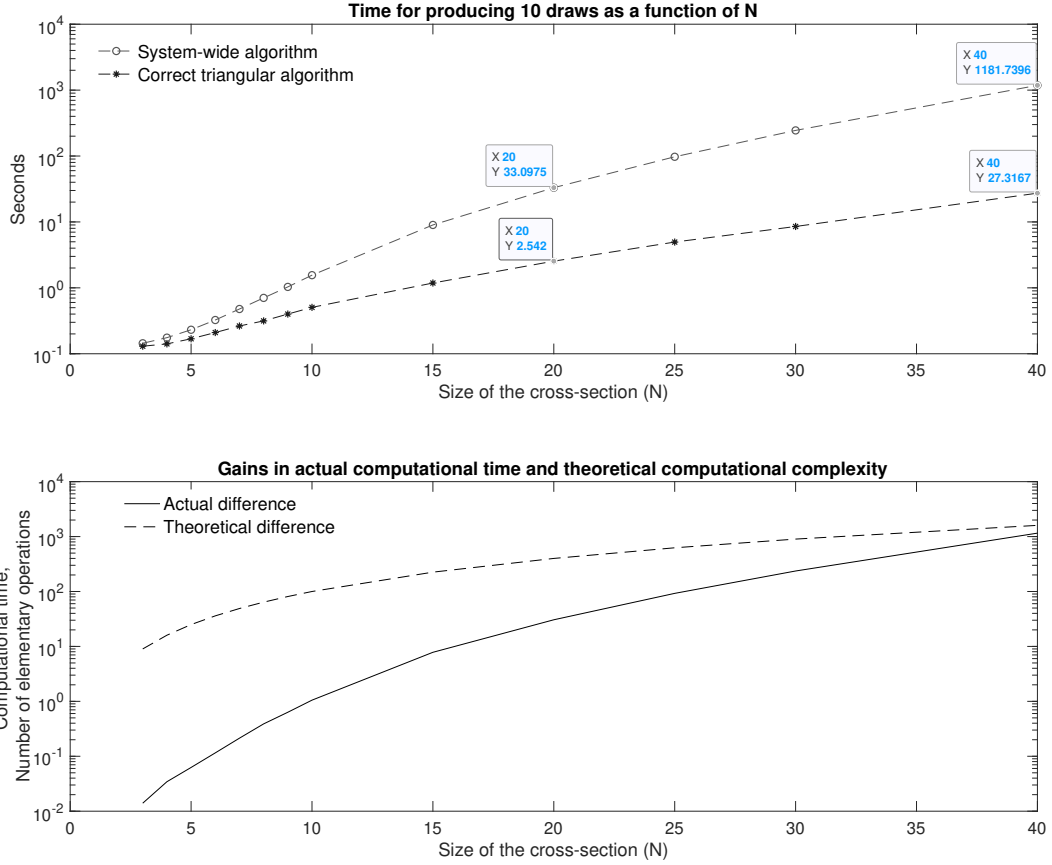 Time for producing 10 draws as a function of N
10^4
10^3
10^2
10^1
10^0
10^-1
Seconds
System-wide algorithm
Correct triangular algorithm
X 20
Y 33.0975
X 20
Y 2.542
X 40
Y 1181.7396
X 40
Y 27.3167
0 5 10 15 20 25 30 35 40
Size of the cross-section (N)
Gains in actual computational time and theoretical computational complexity
10^4
10^3
10^2
10^1
10^0
10^-1
10^-2
Computational time,
Number of elementary operations
Actual difference
Theoretical difference
0 5 10 15 20 25 30 35 40
Size of the cross-section (N)